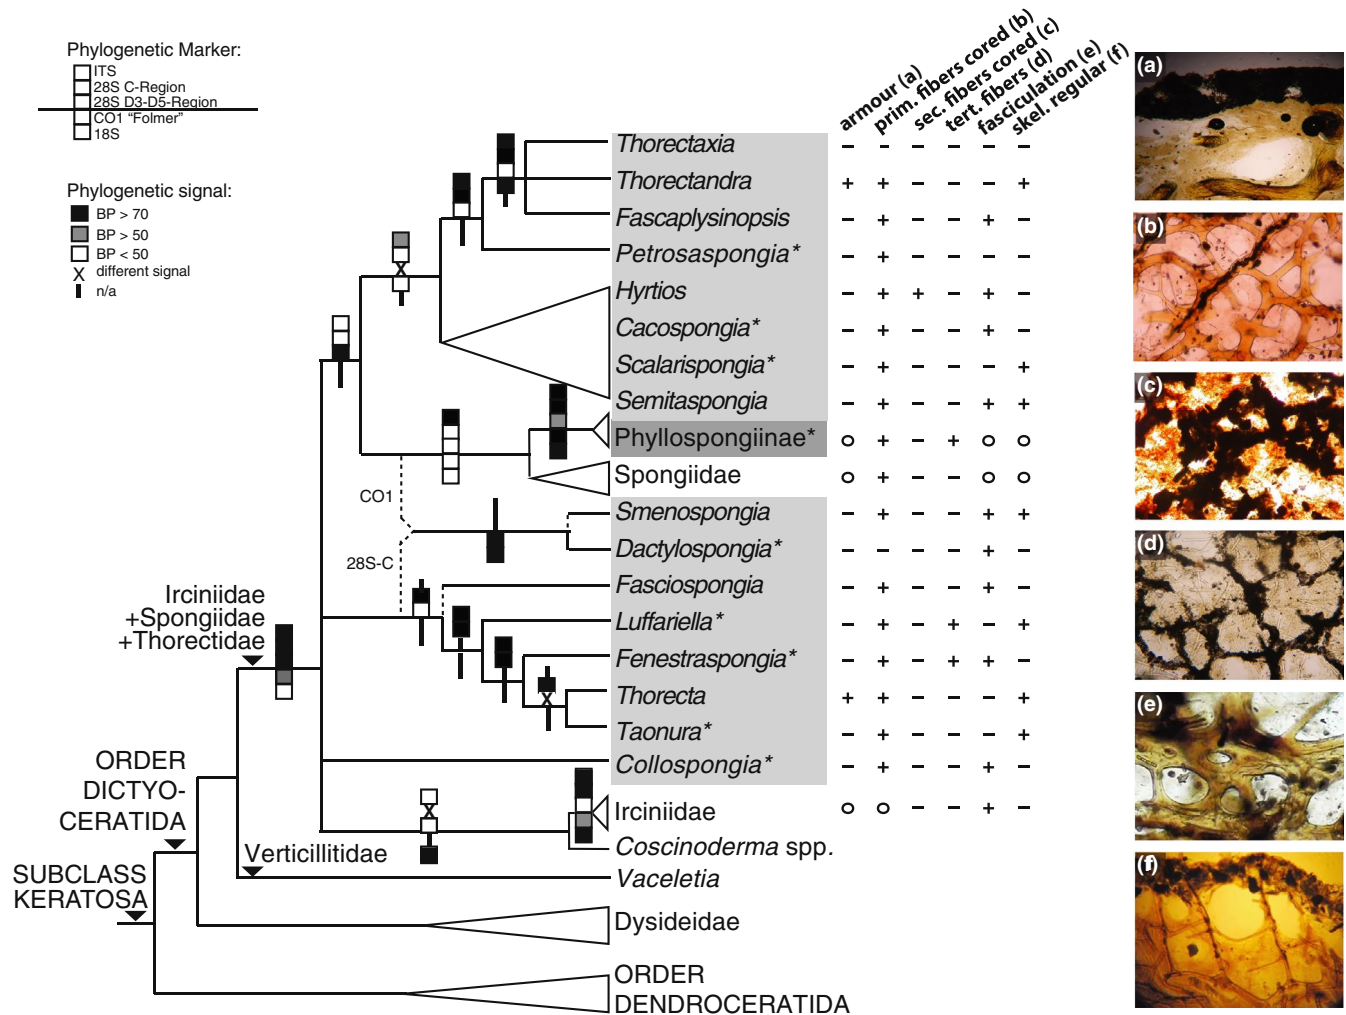 Phylogenetic Marker:
ITS
28S C-Region
28S D3-D5-Region
CO1 "Folmer"
18S
Phylogenetic signal:
BP > 70
BP > 50
BP < 50
X different signal
n/a
armour (a)
prim. fibers cored (b)
sec. fibers cored (c)
tert. fibers (d)
fasciculation (e)
skel. regular (f)
Thorectaxia – – – – – –
Thorectandra + + – – – +
Fascaplysinopsis – + – – + –
Petrosaspongia* – + – – – –
Hyrtios – + + – + –
Cacospongia* – + – – + –
Scalarispongia* – + – – – +
Semitaspongia – + – – + +
Phyllospongiinae* o + – + o o
Spongiidae o + – – o o
CO1
Smenospongia – + – – + +
Dactylospongia* – – – – + –
28S-C
Fasciospongia – + – – + –
Luffariella* – + – + – +
Fenestraspongia* – + – + + –
Thorecta + + – – – +
Taonura* – + – – – +
Collospongia* – + – – + –
Irciniidae o o – – + –
Coscinoderma spp.
Vaceletia
Dysideidae
ORDER
DENDROCERATIDA
Irciniidae
+Spongiidae
+Thorectidae
ORDER
DICTYO-
CERATIDA
Verticillitidae
SUBCLASS
KERATOSA
X
X
X
(a)
(b)
(c)
(d)
(e)
(f)